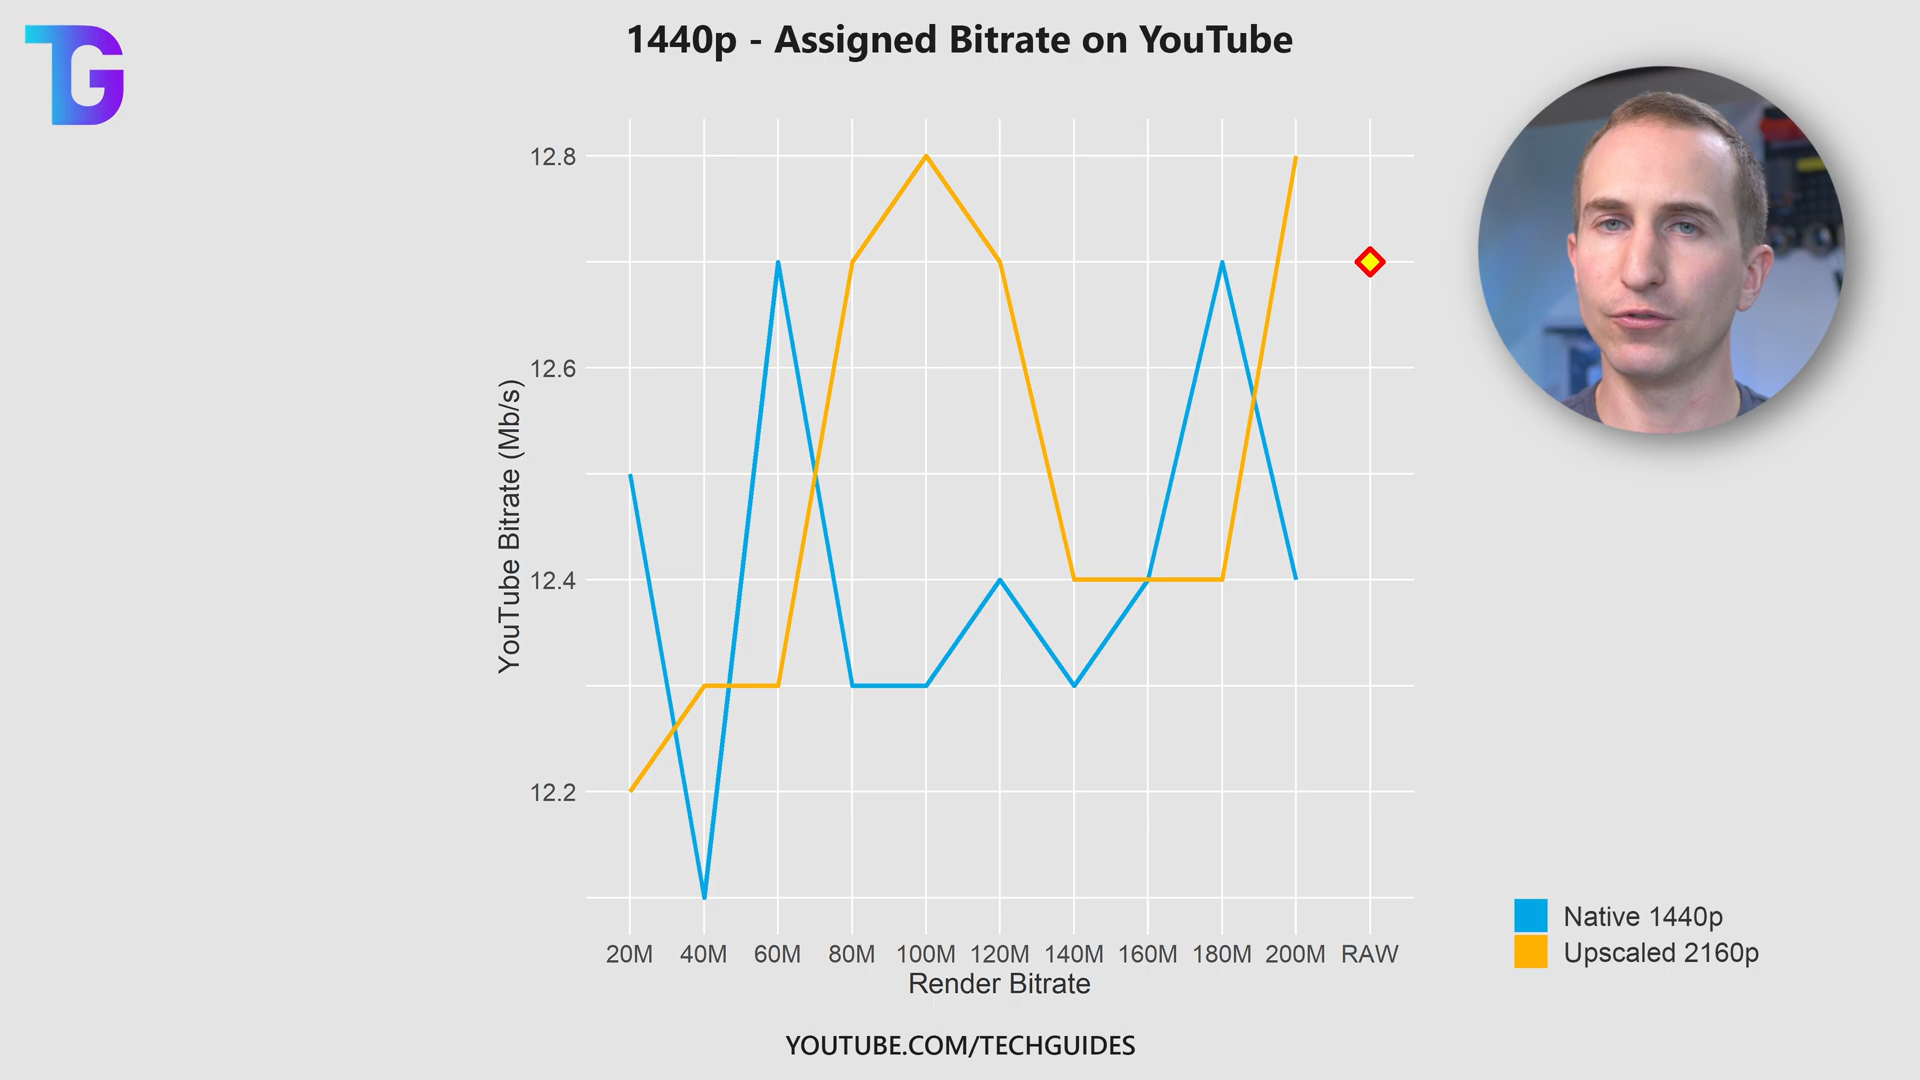 TG
1440p - Assigned Bitrate on YouTube
12.8
12.6
12.4
12.2
YouTube Bitrate (Mb/s)
20M 40M 60M 80M 100M 120M 140M 160M 180M 200M RAW
Render Bitrate
Native 1440p
Upscaled 2160p
YOUTUBE.COM/TECHGUIDES